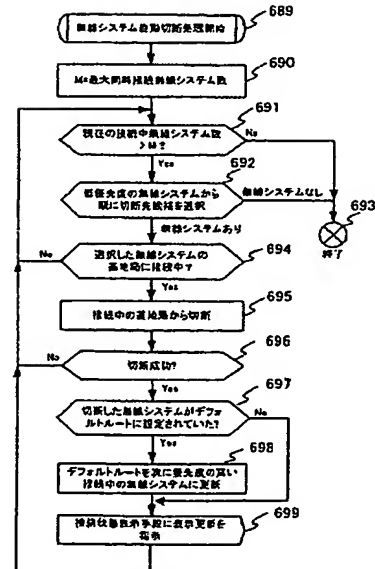 無線システム自動切断処理開始
689
M=最大同時接続無線システム数
690
現在の接続中無線システム数
>M?
691
No
Yes
692
低優先度の無線システムから
順に切断先候補を選択
無線システムなし
693
終了
無線システムあり
694
選択した無線システムの
基地局に接続中?
No
Yes
695
接続中の基地局から切断
696
No
切断成功?
Yes
697
切断した無線システムがデフォ
ルトルートに設定されていた?
No
Yes
698
デフォルトルートを次に優先度の高い
接続中の無線システムに更新
699
接続状態表示手段に表示更新を
指示